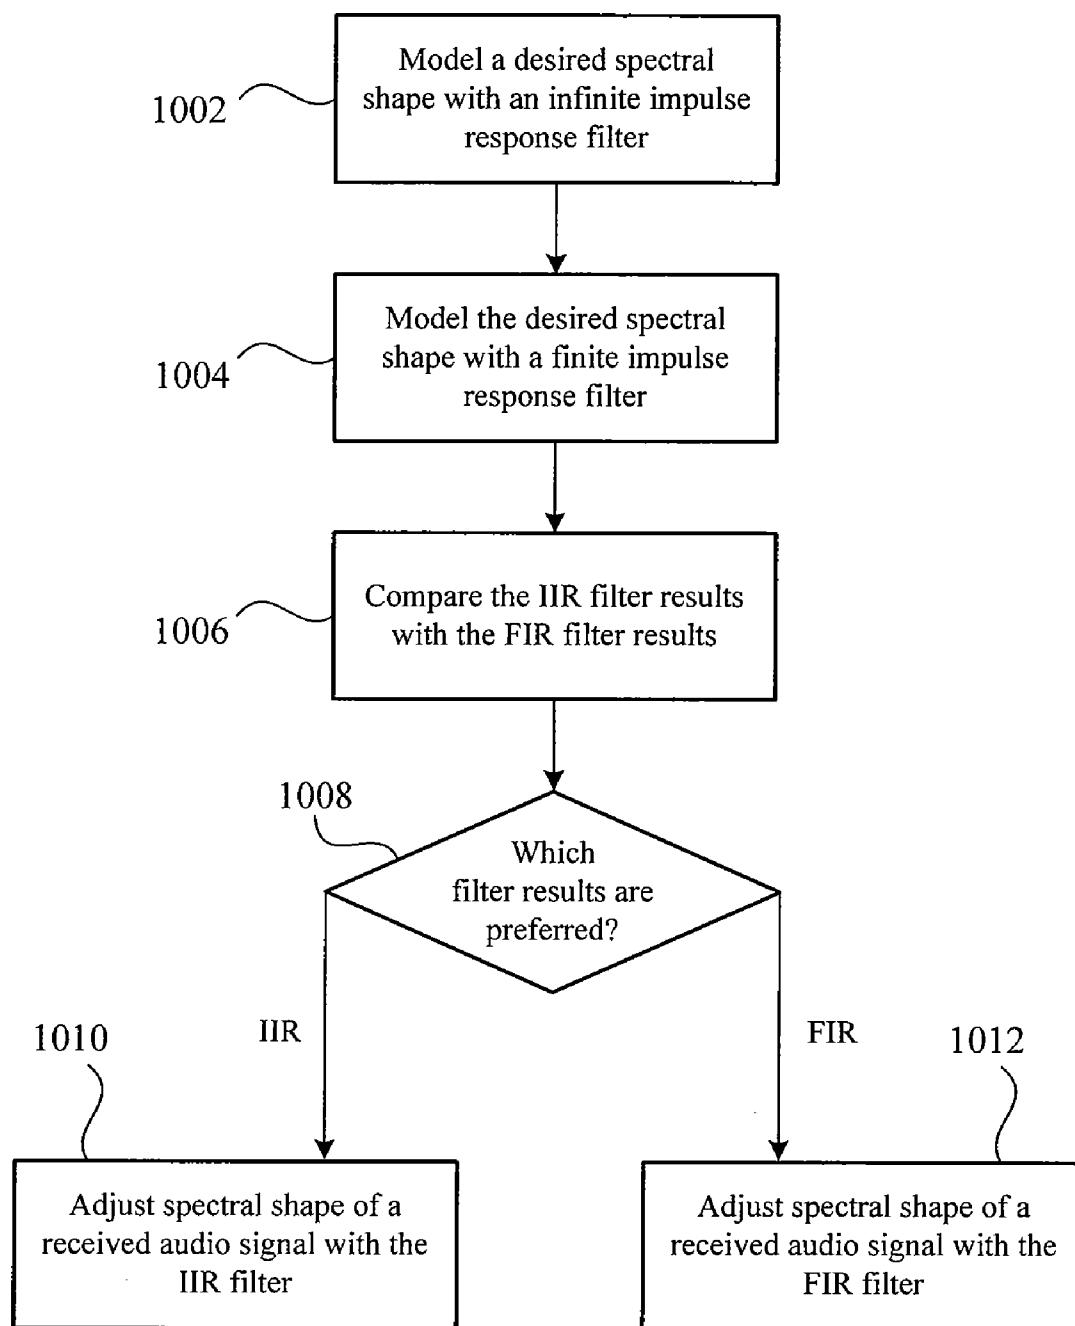 Model a desired spectral
shape with an infinite impulse
response filter
1002
Model the desired spectral
shape with a finite impulse
response filter
1004
Compare the IIR filter results
with the FIR filter results
1006
1008
Which
filter results are
preferred?
IIR
FIR
1010
1012
Adjust spectral shape of a
received audio signal with the
IIR filter
Adjust spectral shape of a
received audio signal with the
FIR filter